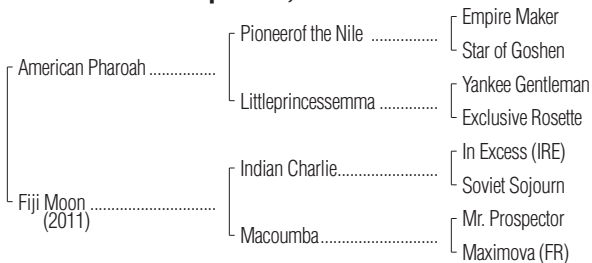 American Pharoah ...............
Fiji Moon ............................
(2011)
Pioneerof the Nile ...............
Littleprincessemma .............
Indian Charlie.......................
Macoumba...........................
Empire Maker
Star of Goshen
Yankee Gentleman
Exclusive Rosette
In Excess (IRE)
Soviet Sojourn
Mr. Prospector
Maximova (FR)